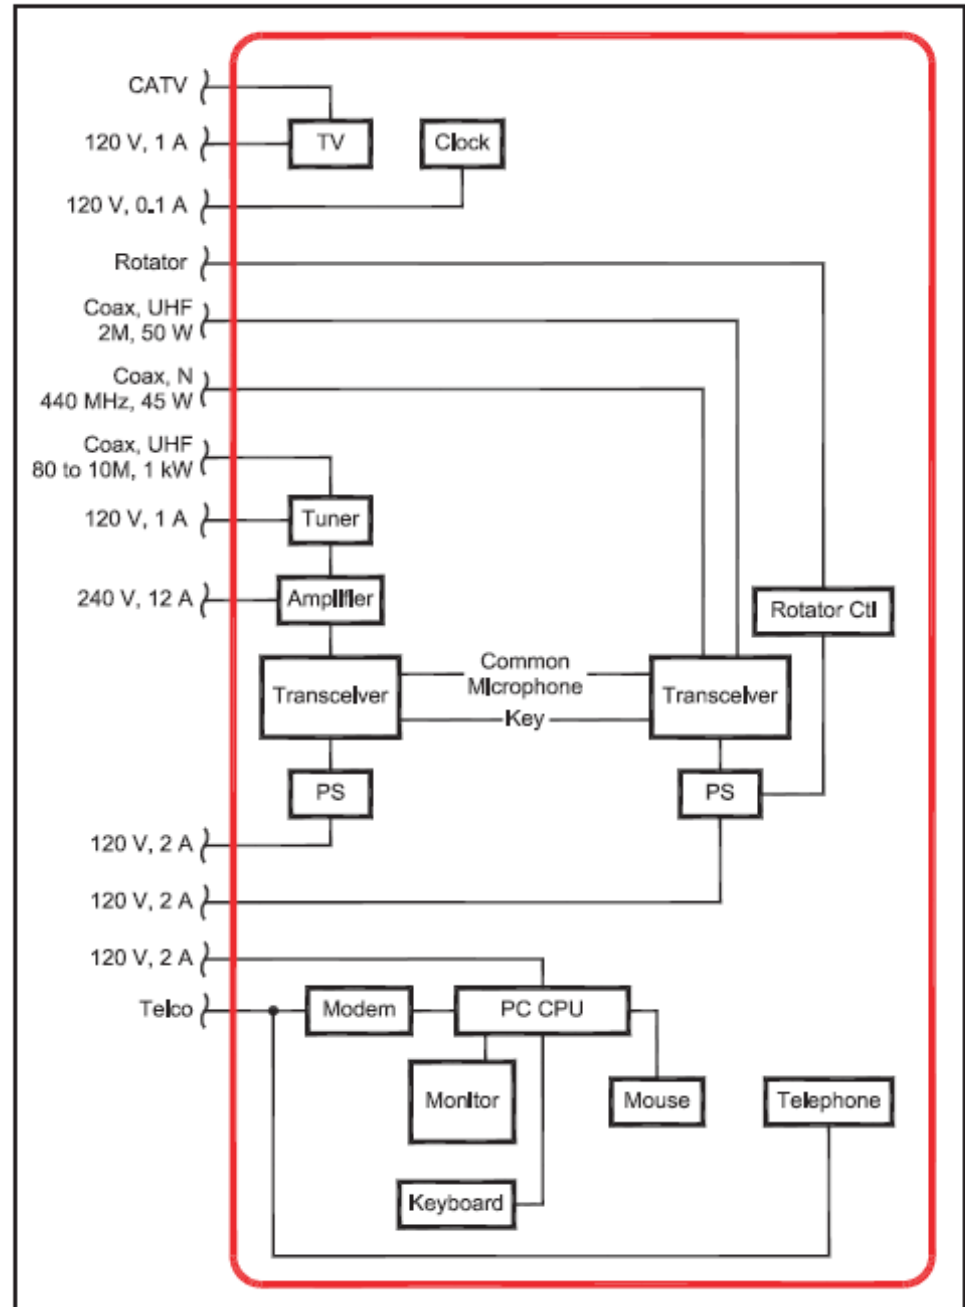 CATV
120 V, 1 A
TV
Clock
120 V, 0.1 A
Rotator
Coax, UHF
2M, 50 W
Coax, N
440 MHz, 45 W
Coax, UHF
80 to 10M, 1 kW
120 V, 1 A
Tuner
240 V, 12 A
Amplifier
Rotator Ctl
Transceiver
Common
Microphone
Key
Transceiver
PS
PS
120 V, 2 A
120 V, 2 A
120 V, 2 A
Telco
Modem
PC CPU
Monitor
Mouse
Telephone
Keyboard